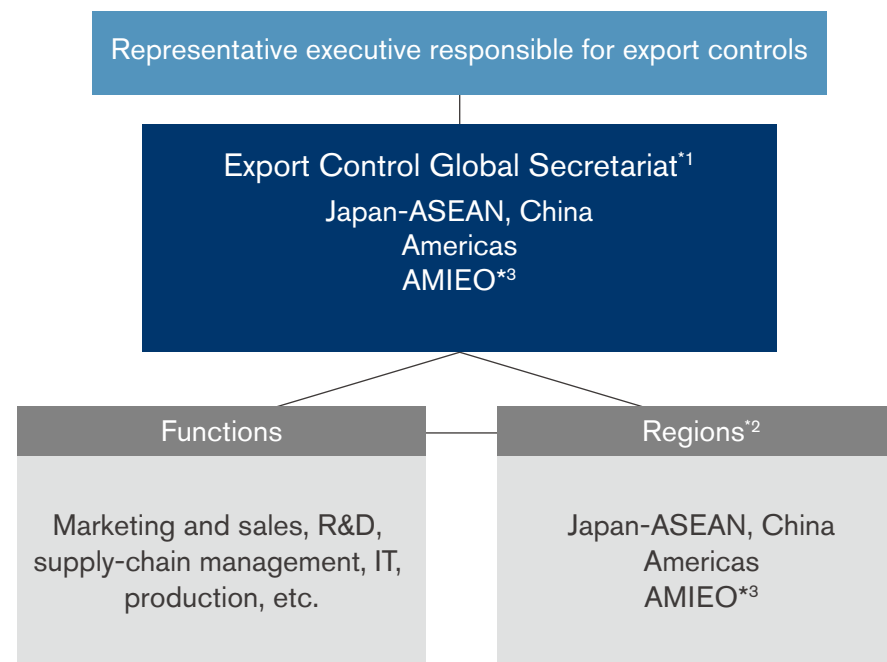 Representative executive responsible for export controls
Export Control Global Secretariat*1
Japan-ASEAN, China
Americas
AMIEO*3
Functions
Marketing and sales, R&D,
supply-chain management, IT,
production, etc.
Regions*2
Japan-ASEAN, China
Americas
AMIEO*3